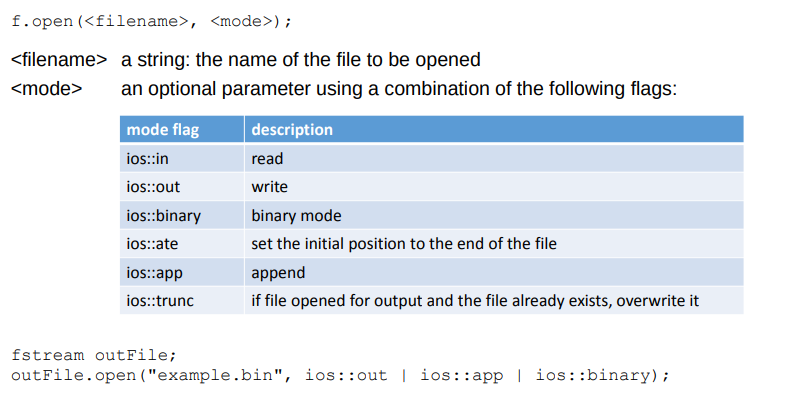 f.open(<filename>, <mode>);
<filename> a string: the name of the file to be opened
<mode> an optional parameter using a combination of the following flags:
mode flag description
ios::in read
ios::out write
ios::binary binary mode
ios::ate set the initial position to the end of the file
ios::app append
ios::trunc if file opened for output and the file already exists, overwrite it
fstream outFile;
outFile.open("example.bin", ios::out | ios::app | ios::binary);